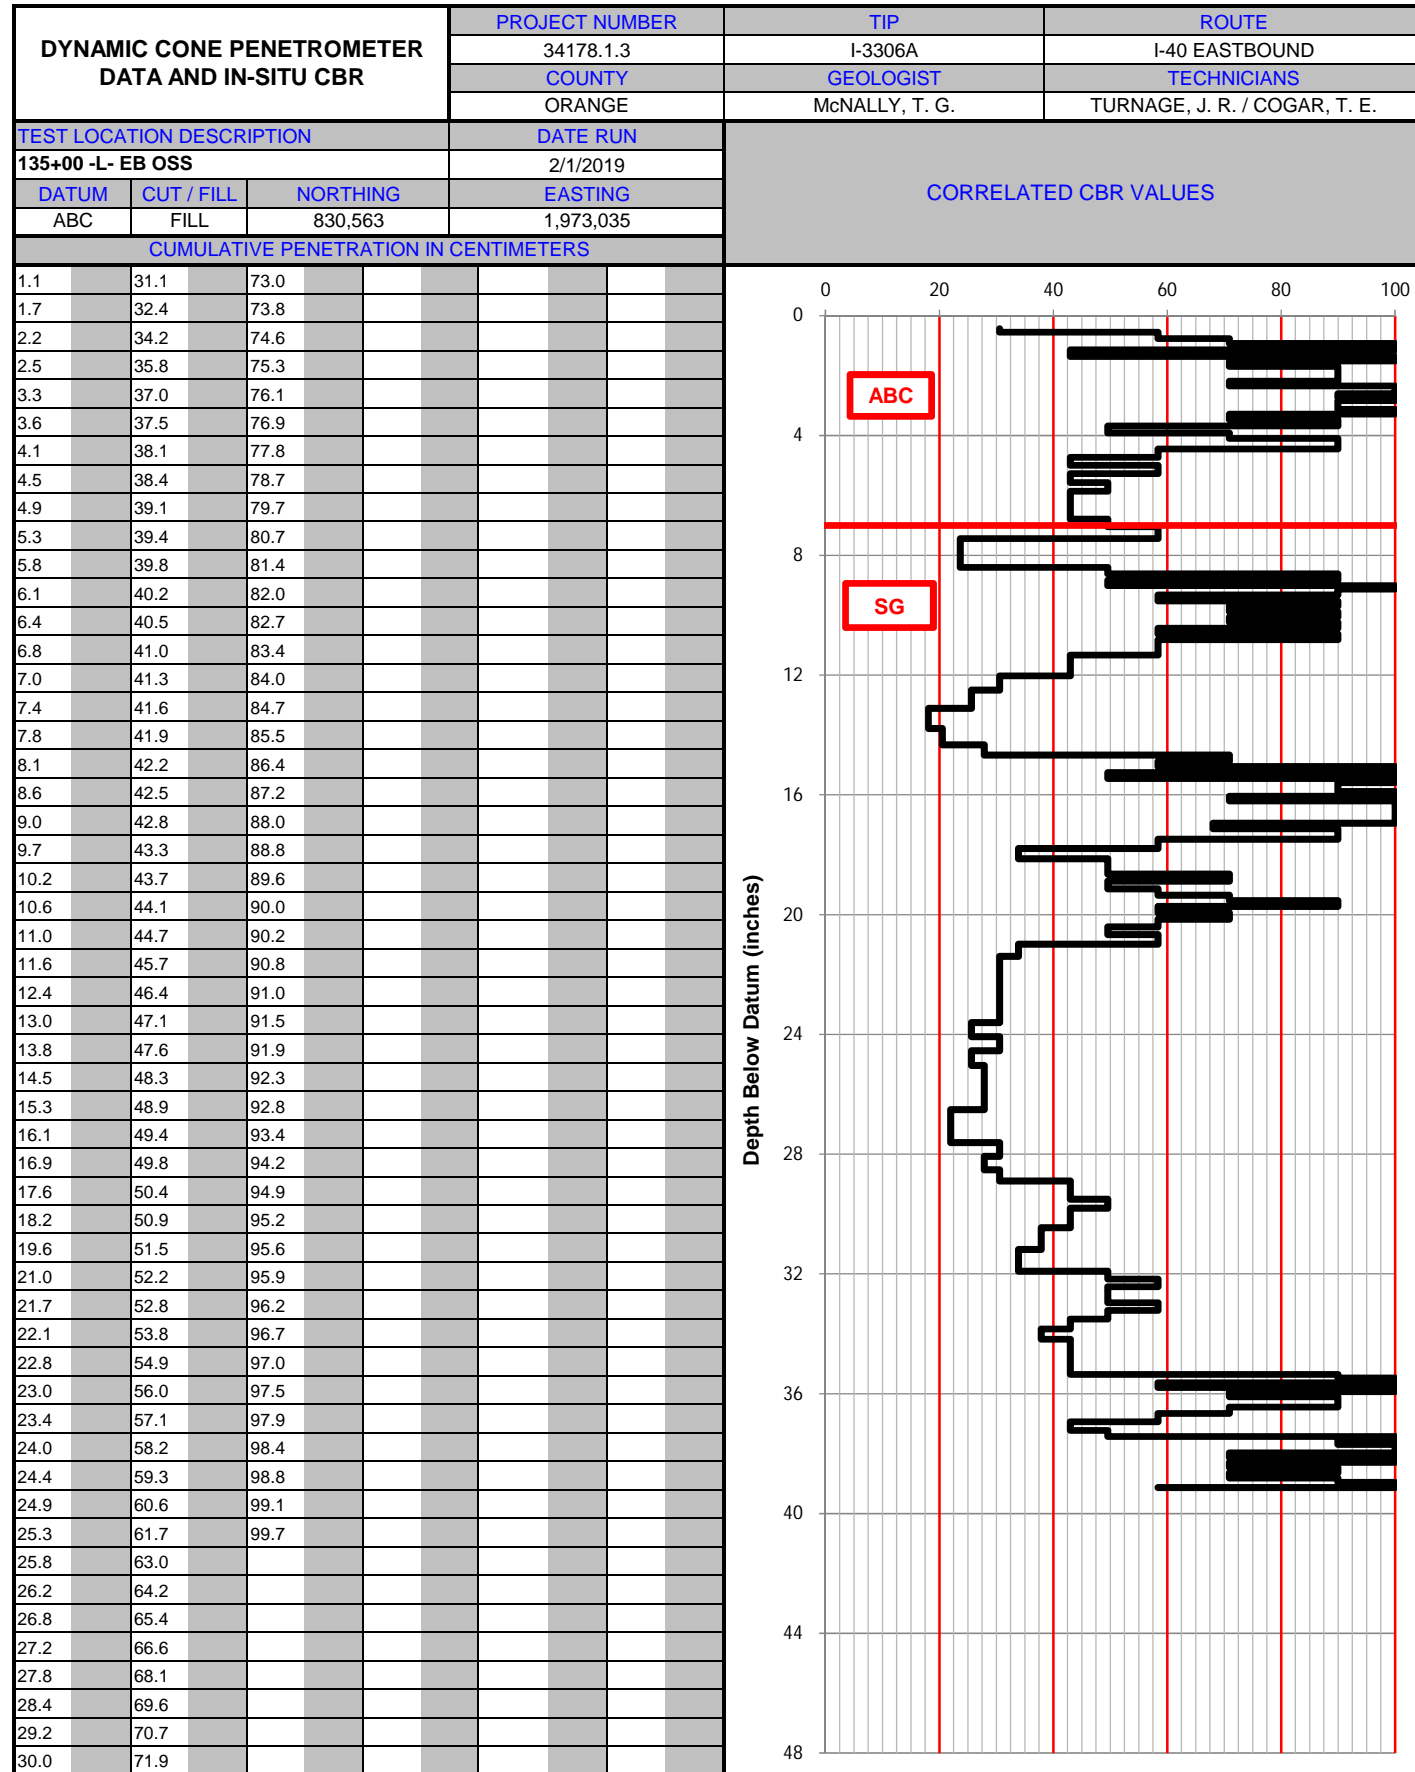 DYNAMIC CONE PENETROMETER
DATA AND IN-SITU CBR
PROJECT NUMBER TIP ROUTE
34178.1.3 I-3306A I-40 EASTBOUND
COUNTY GEOLOGIST TECHNICIANS
ORANGE McNALLY, T. G. TURNAGE, J. R. / COGAR, T. E.
TEST LOCATION DESCRIPTION DATE RUN
135+00 -L- EB OSS 2/1/2019
DATUM CUT / FILL NORTHING EASTING
ABC FILL 830,563 1,973,035
CUMULATIVE PENETRATION IN CENTIMETERS
1.1 31.1 73.0
1.7 32.4 73.8
2.2 34.2 74.6
2.5 35.8 75.3
3.3 37.0 76.1
3.6 37.5 76.9
4.1 38.1 77.8
4.5 38.4 78.7
4.9 39.1 79.7
5.3 39.4 80.7
5.8 39.8 81.4
6.1 40.2 82.0
6.4 40.5 82.7
6.8 41.0 83.4
7.0 41.3 84.0
7.4 41.6 84.7
7.8 41.9 85.5
8.1 42.2 86.4
8.6 42.5 87.2
9.0 42.8 88.0
9.7 43.3 88.8
10.2 43.7 89.6
10.6 44.1 90.0
11.0 44.7 90.2
11.6 45.7 90.8
12.4 46.4 91.0
13.0 47.1 91.5
13.8 47.6 91.9
14.5 48.3 92.3
15.3 48.9 92.8
16.1 49.4 93.4
16.9 49.8 94.2
17.6 50.4 94.9
18.2 50.9 95.2
19.6 51.5 95.6
21.0 52.2 95.9
21.7 52.8 96.2
22.1 53.8 96.7
22.8 54.9 97.0
23.0 56.0 97.5
23.4 57.1 97.9
24.0 58.2 98.4
24.4 59.3 98.8
24.9 60.6 99.1
25.3 61.7 99.7
25.8 63.0
26.2 64.2
26.8 65.4
27.2 66.6
27.8 68.1
28.4 69.6
29.2 70.7
30.0 71.9
CORRELATED CBR VALUES
0 20 40 60 80 100
0
4
8
12
16
20
24
28
32
36
40
44
48
Depth Below Datum (inches)
ABC
SG